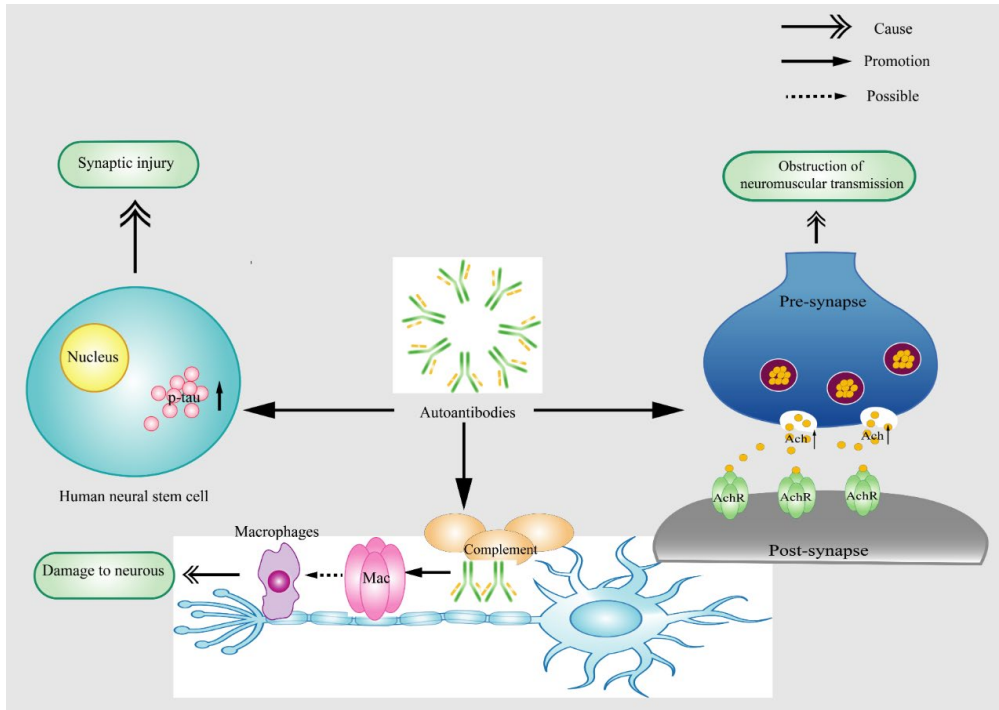 Cause
Promotion
Possible
Synaptic injury
Obstruction of
neuromuscular transmission
Pre-synapse
Nucleus
p-tau
Autoantibodies
Ach
Ach
Human neural stem cell
AchR
AchR
AchR
Macrophages
Complement
Post-synapse
Damage to neurous
Mac